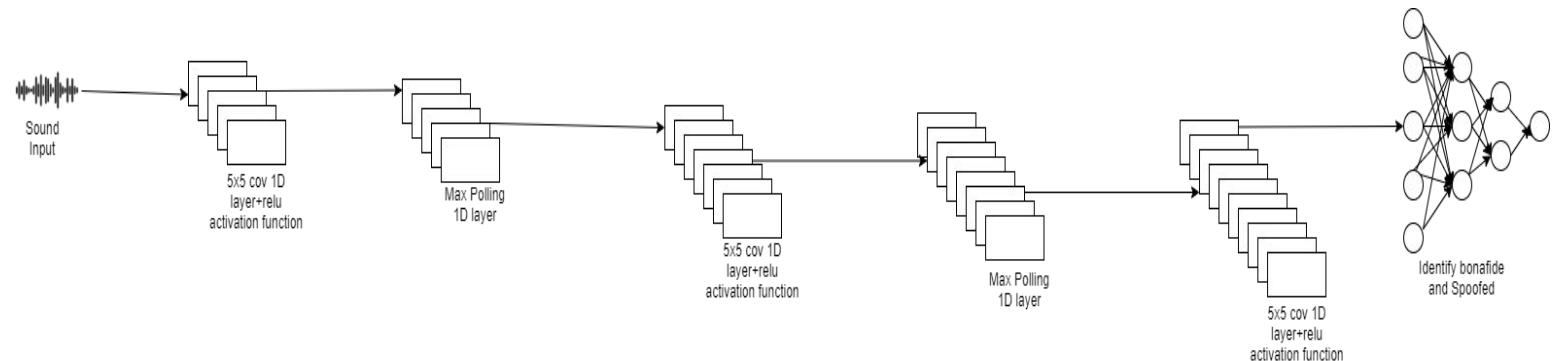 Sound
Input
5x5 cov 1D
layer+relu
activation function
Max Polling
1D layer
5x5 cov 1D
layer+relu
activation function
Max Polling
1D layer
5x5 cov 1D
layer+relu
activation function
Identify bonafide
and Spoofed